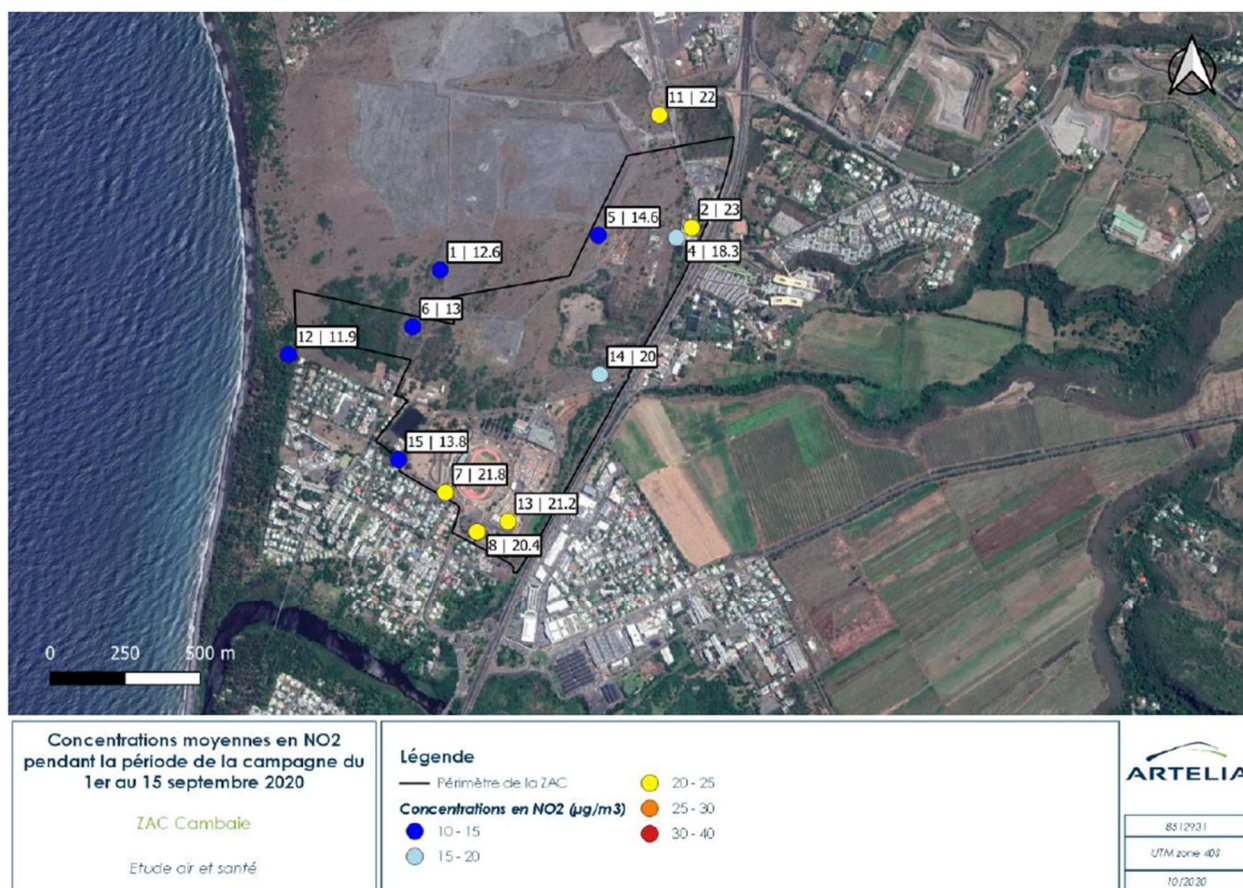 11 | 22
2 | 23
5 | 14.6
4 | 18.3
1 | 12.6
6 | 13
12 | 11.9
14 | 20
15 | 13.8
7 | 21.8
13 | 21.2
8 | 20.4
0 250 500 m
Concentrations moyennes en NO2
pendant la période de la campagne du
1er au 15 septembre 2020
ZAC Cambaie
Etude air et santé
Légende
Périmètre de la ZAC
Concentrations en NO2 (µg/m3)
10 - 15
15 - 20
20 - 25
25 - 30
30 - 40
ARTELIA
8512931
UTM zone 40S
10/2020